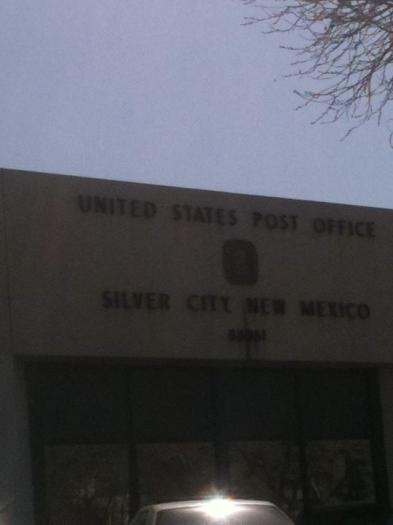 UNITED STATES POST OFFICE
SILVER CITY, NEW MEXICO